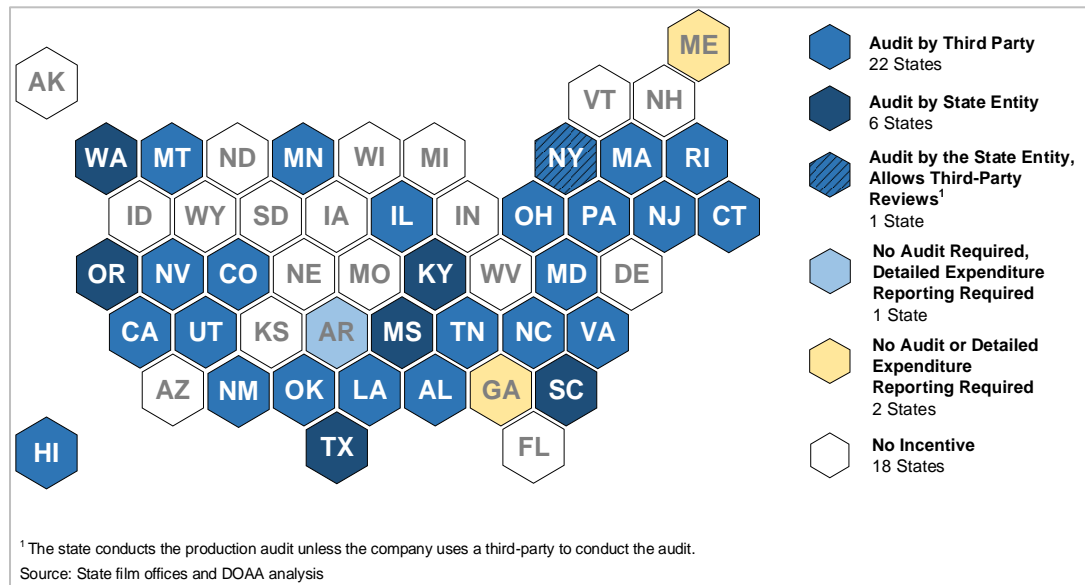 ME
AK
VT NH
WA MT ND MN WI MI NY MA RI
ID WY SD IA IL IN OH PA NJ CT
OR NV CO NE MO KY WV MD DE
CA UT KS AR MS TN NC VA
AZ NM OK LA AL GA SC
HI TX FL
Audit by Third Party
22 States
Audit by State Entity
6 States
Audit by the State Entity,
Allows Third-Party
Reviews¹
1 State
No Audit Required,
Detailed Expenditure
Reporting Required
1 State
No Audit or Detailed
Expenditure
Reporting Required
2 States
No Incentive
18 States
¹ The state conducts the production audit unless the company uses a third-party to conduct the audit.
Source: State film offices and DOAA analysis